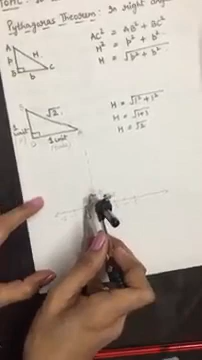 Pythagoras Theorem: In right
A
P
H
B
b
C
AC² = AB² + BC²
H² = P² + B²
H = √P² + B²
√2
1 unit
1 unit
H = √1² + 1²
H = √1+1
H = √2